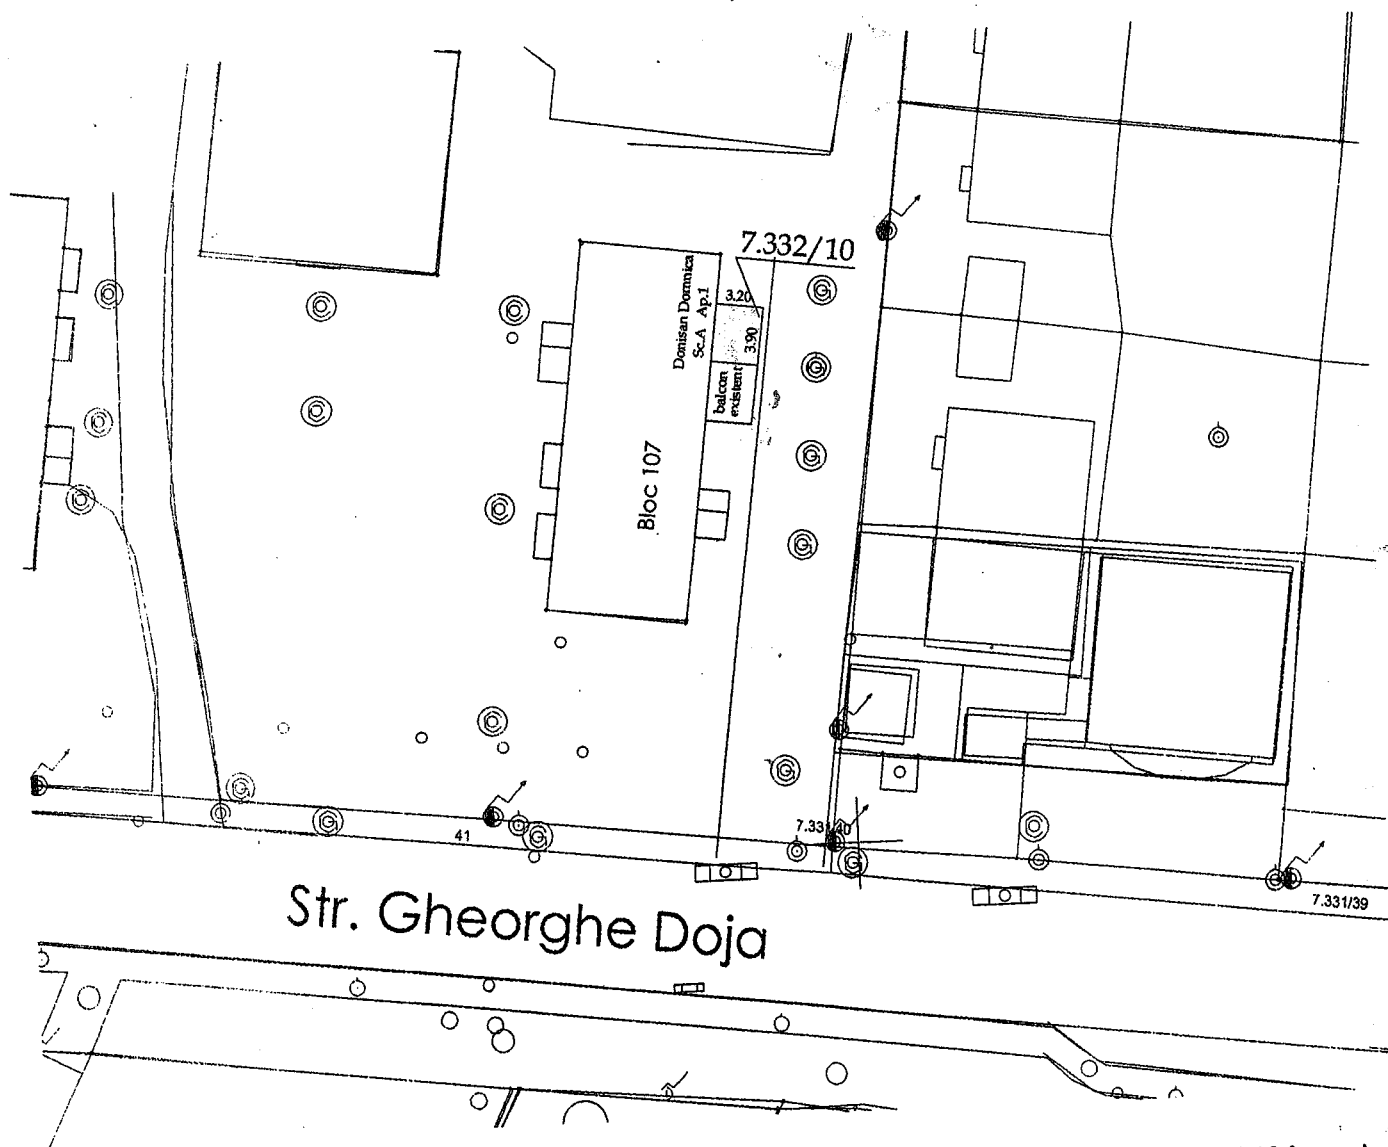 7.332/10
Donisan Domnica
Sc.A Ap.1
3.20
3.90
balcon
existent
Bloc 107
41
7.331/40
7.331/39
Str. Gheorghe Doja